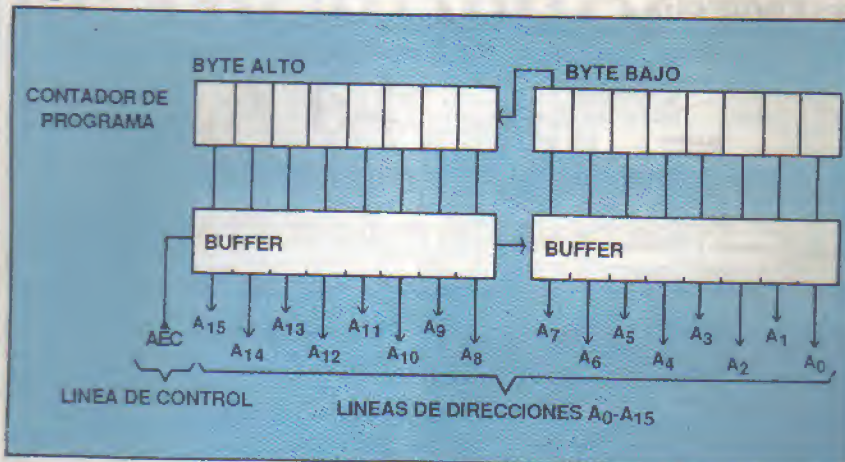 BYTE ALTO
BYTE BAJO
CONTADOR DE
PROGRAMA
BUFFER
BUFFER
AEC
A15
A14
A13
A12
A11
A10
A9
A8
A7
A6
A5
A4
A3
A2
A1
A0
LINEA DE CONTROL
LINEAS DE DIRECCIONES A0-A15